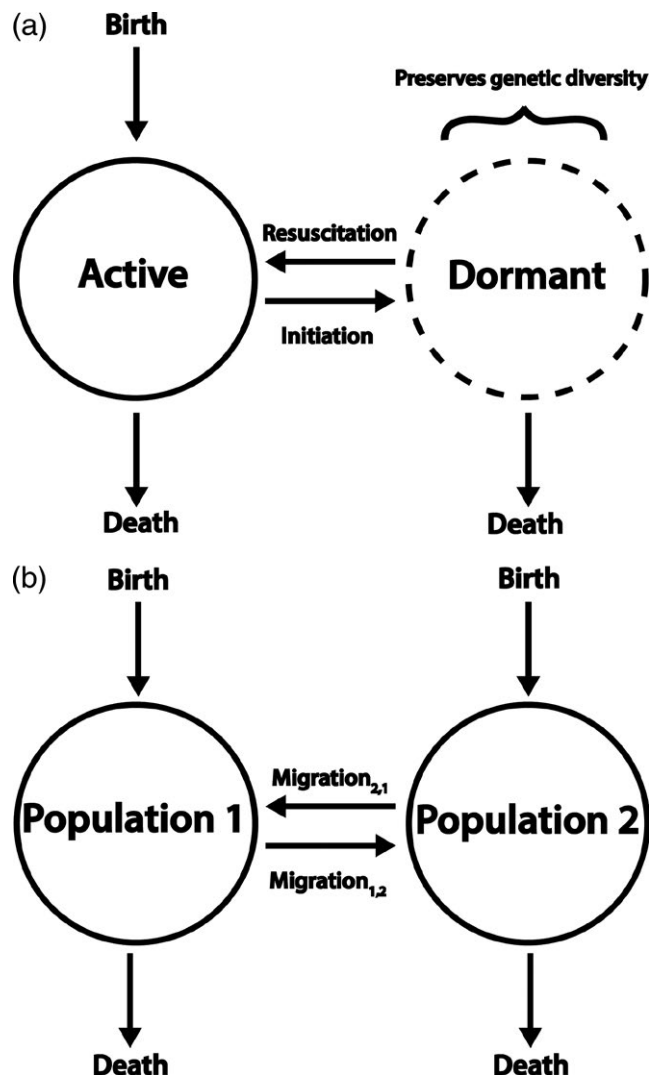 (a)
Birth
Preserves genetic diversity
Active
Resuscitation
Initiation
Dormant
Death
Death
(b)
Birth
Birth
Population 1
Migration2,1
Migration1,2
Population 2
Death
Death